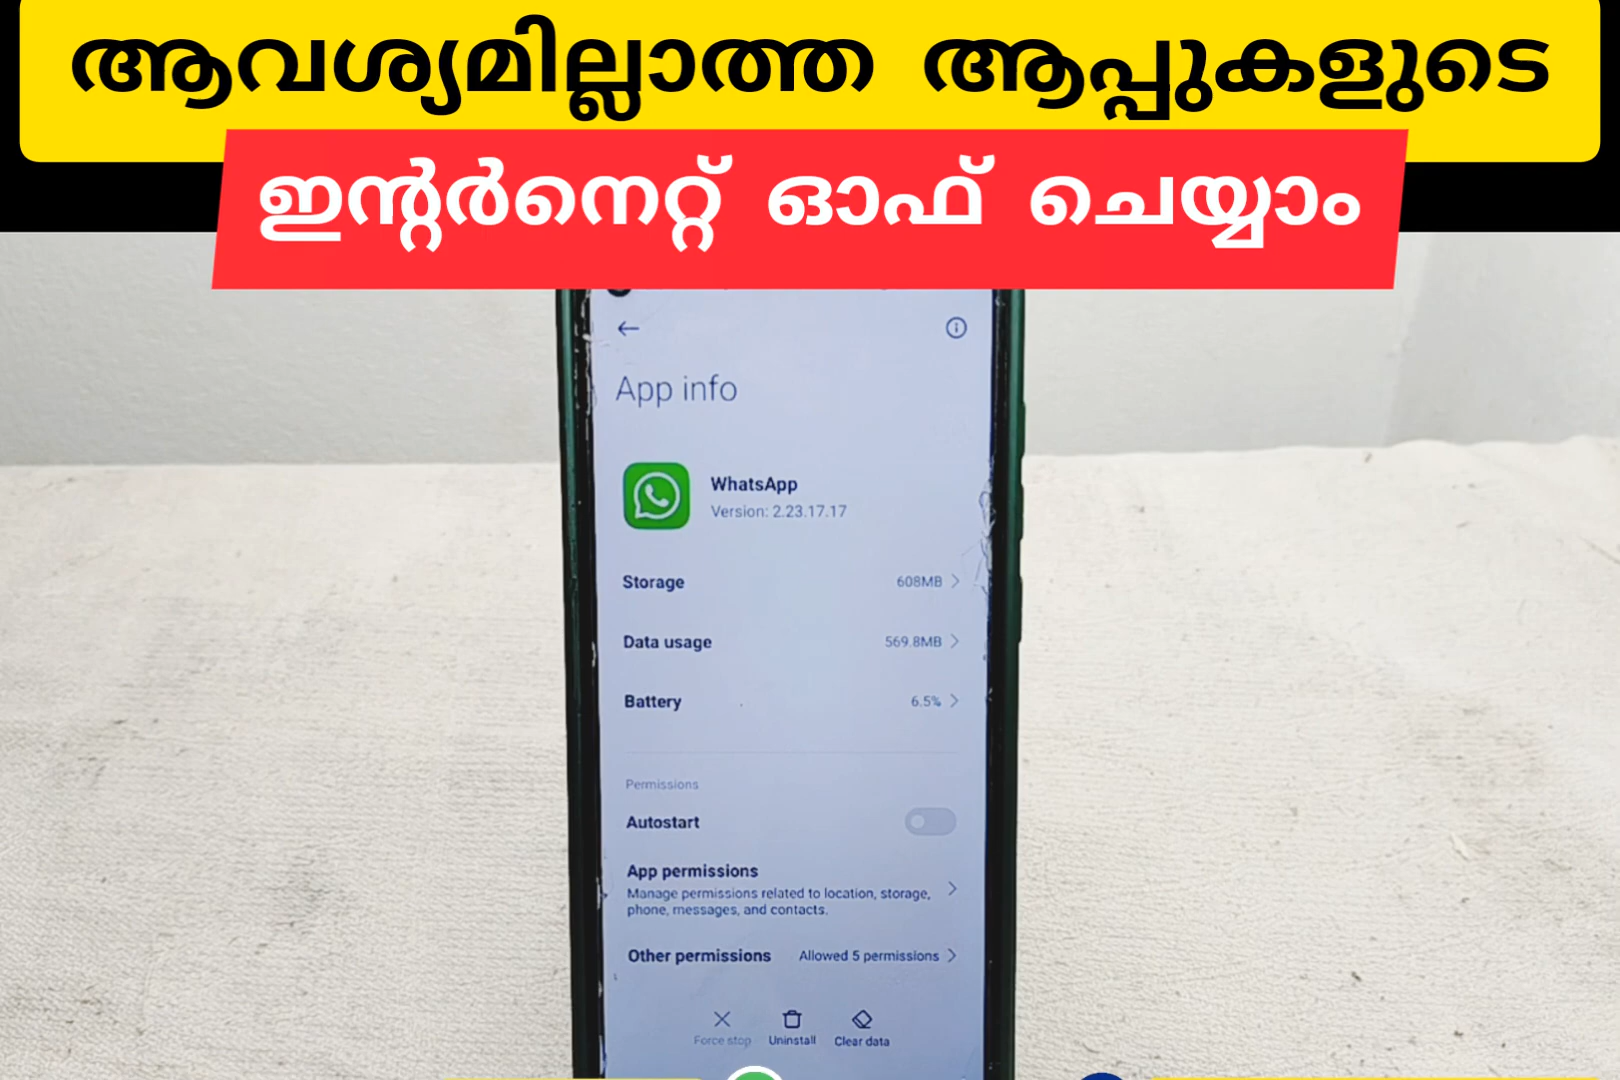 ആവശ്യമില്ലാത്ത ആപ്പുകളുടെ
ഇന്റർനെറ്റ് ഓഫ് ചെയ്യാം
App info
WhatsApp
Version: 2.23.17.17
Storage 608MB
Data usage 569.8MB
Battery 6.5%
Permissions
Autostart
App permissions
Manage permissions related to location, storage,
phone, messages, and contacts.
Other permissions Allowed 5 permissions
Force stop Uninstall Clear data